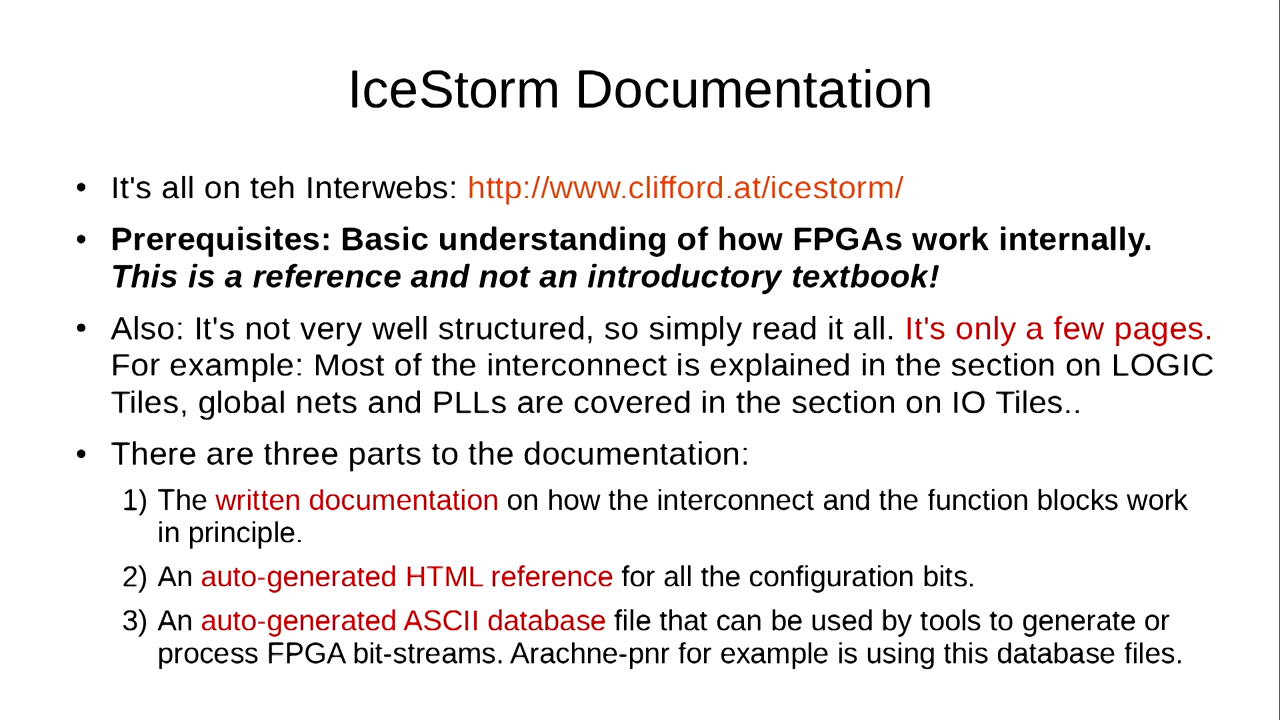 IceStorm Documentation
• It's all on teh Interwebs: http://www.clifford.at/icestorm/
• Prerequisites: Basic understanding of how FPGAs work internally.
This is a reference and not an introductory textbook!
• Also: It's not very well structured, so simply read it all. It's only a few pages.
For example: Most of the interconnect is explained in the section on LOGIC
Tiles, global nets and PLLs are covered in the section on IO Tiles..
• There are three parts to the documentation:
1) The written documentation on how the interconnect and the function blocks work
in principle.
2) An auto-generated HTML reference for all the configuration bits.
3) An auto-generated ASCII database file that can be used by tools to generate or
process FPGA bit-streams. Arachne-pnr for example is using this database files.